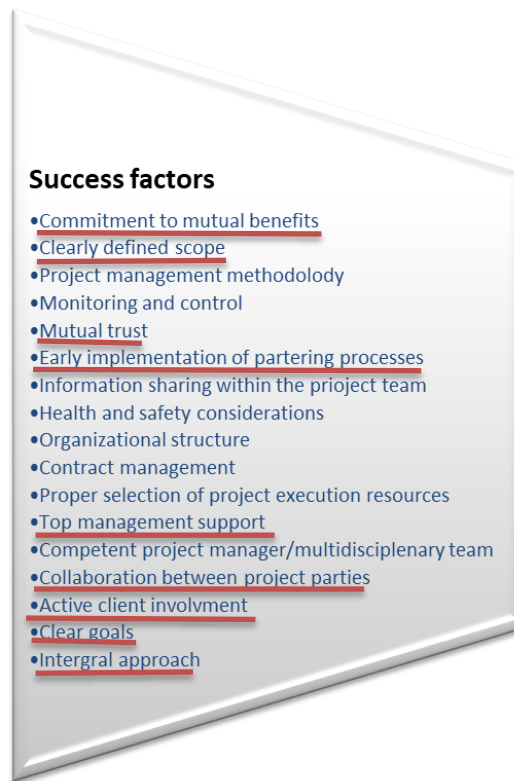 Success factors
•Commitment to mutual benefits
•Clearly defined scope
•Project management methodolody
•Monitoring and control
•Mutual trust
•Early implementation of partering processes
•Information sharing within the prioject team
•Health and safety considerations
•Organizational structure
•Contract management
•Proper selection of project execution resources
•Top management support
•Competent project manager/multidisciplenary team
•Collaboration between project parties
•Active client involvment
•Clear goals
•Intergral approach